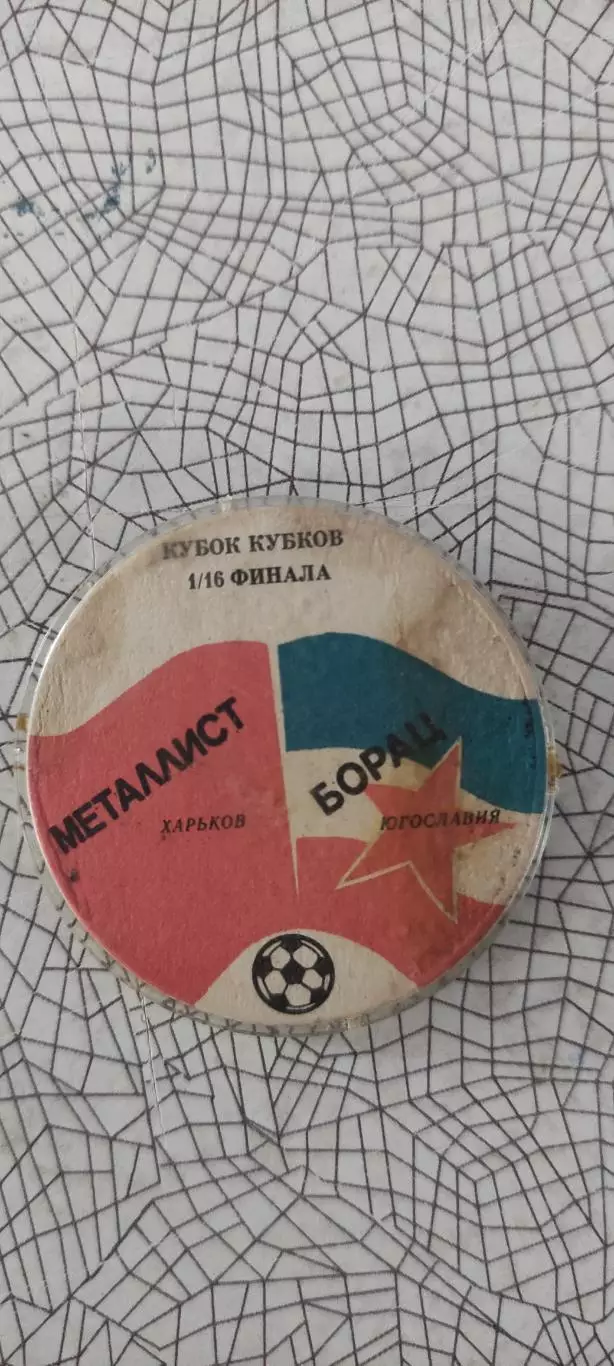 КУБОК КУБКОВ
1/16 ФИНАЛА
МЕТАЛЛИСТ
ХАРЬКОВ
БОРАЦ
ЮГОСЛАВИЯ